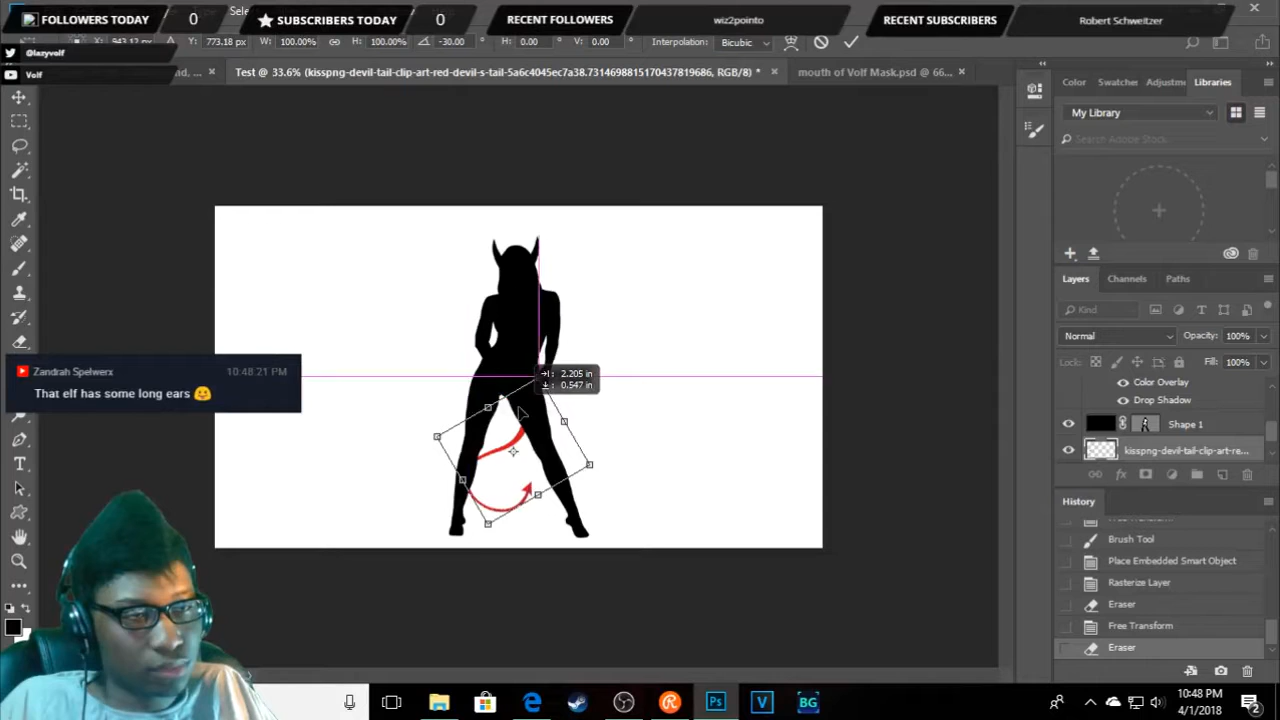 FOLLOWERS TODAY 0 SUBSCRIBERS TODAY 0 RECENT FOLLOWERS wiz2pointo RECENT SUBSCRIBERS Robert Schweitzer
773.18 px W: 100.00% H: 100.00% -30.00 H: 0.00 V: 0.00 Interpolation: Bicubic
@lazyvolf
Volf
Test @ 33.6% (kisspng-devil-tail-clip-art-red-devil-s-tail-5a6c4045ec7a38.7314698815170437819686, RGB/8) *
mouth of Volf Mask.psd @ 66...
Color Swatches Adjustm Libraries
My Library
Search Adobe Stock...
Layers Channels Paths
Kind
Normal Opacity: 100%
Lock: Fill: 100%
Color Overlay
Drop Shadow
Shape 1
kisspng-devil-tail-clip-art-re...
fx
History
Brush Tool
Place Embedded Smart Object
Rasterize Layer
Eraser
Free Transform
Eraser
2.205 in
0.547 in
Zandrah Spelwerx 10:48:21 PM
That elf has some long ears 🤗
T
Ps
V
BG
10:48 PM
4/1/2018
2